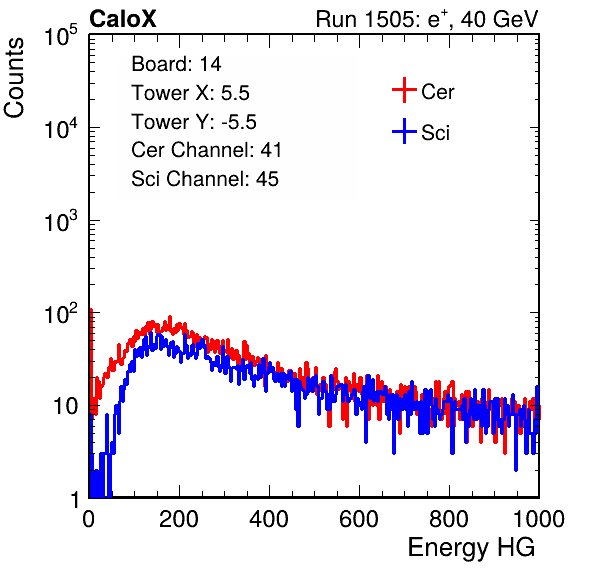 CaloX Run 1505: e⁺, 40 GeV
Counts
Board: 14
Tower X: 5.5
Tower Y: -5.5
Cer Channel: 41
Sci Channel: 45
Cer
Sci
10⁵
10⁴
10³
10²
10
1
0 200 400 600 800 1000
Energy HG